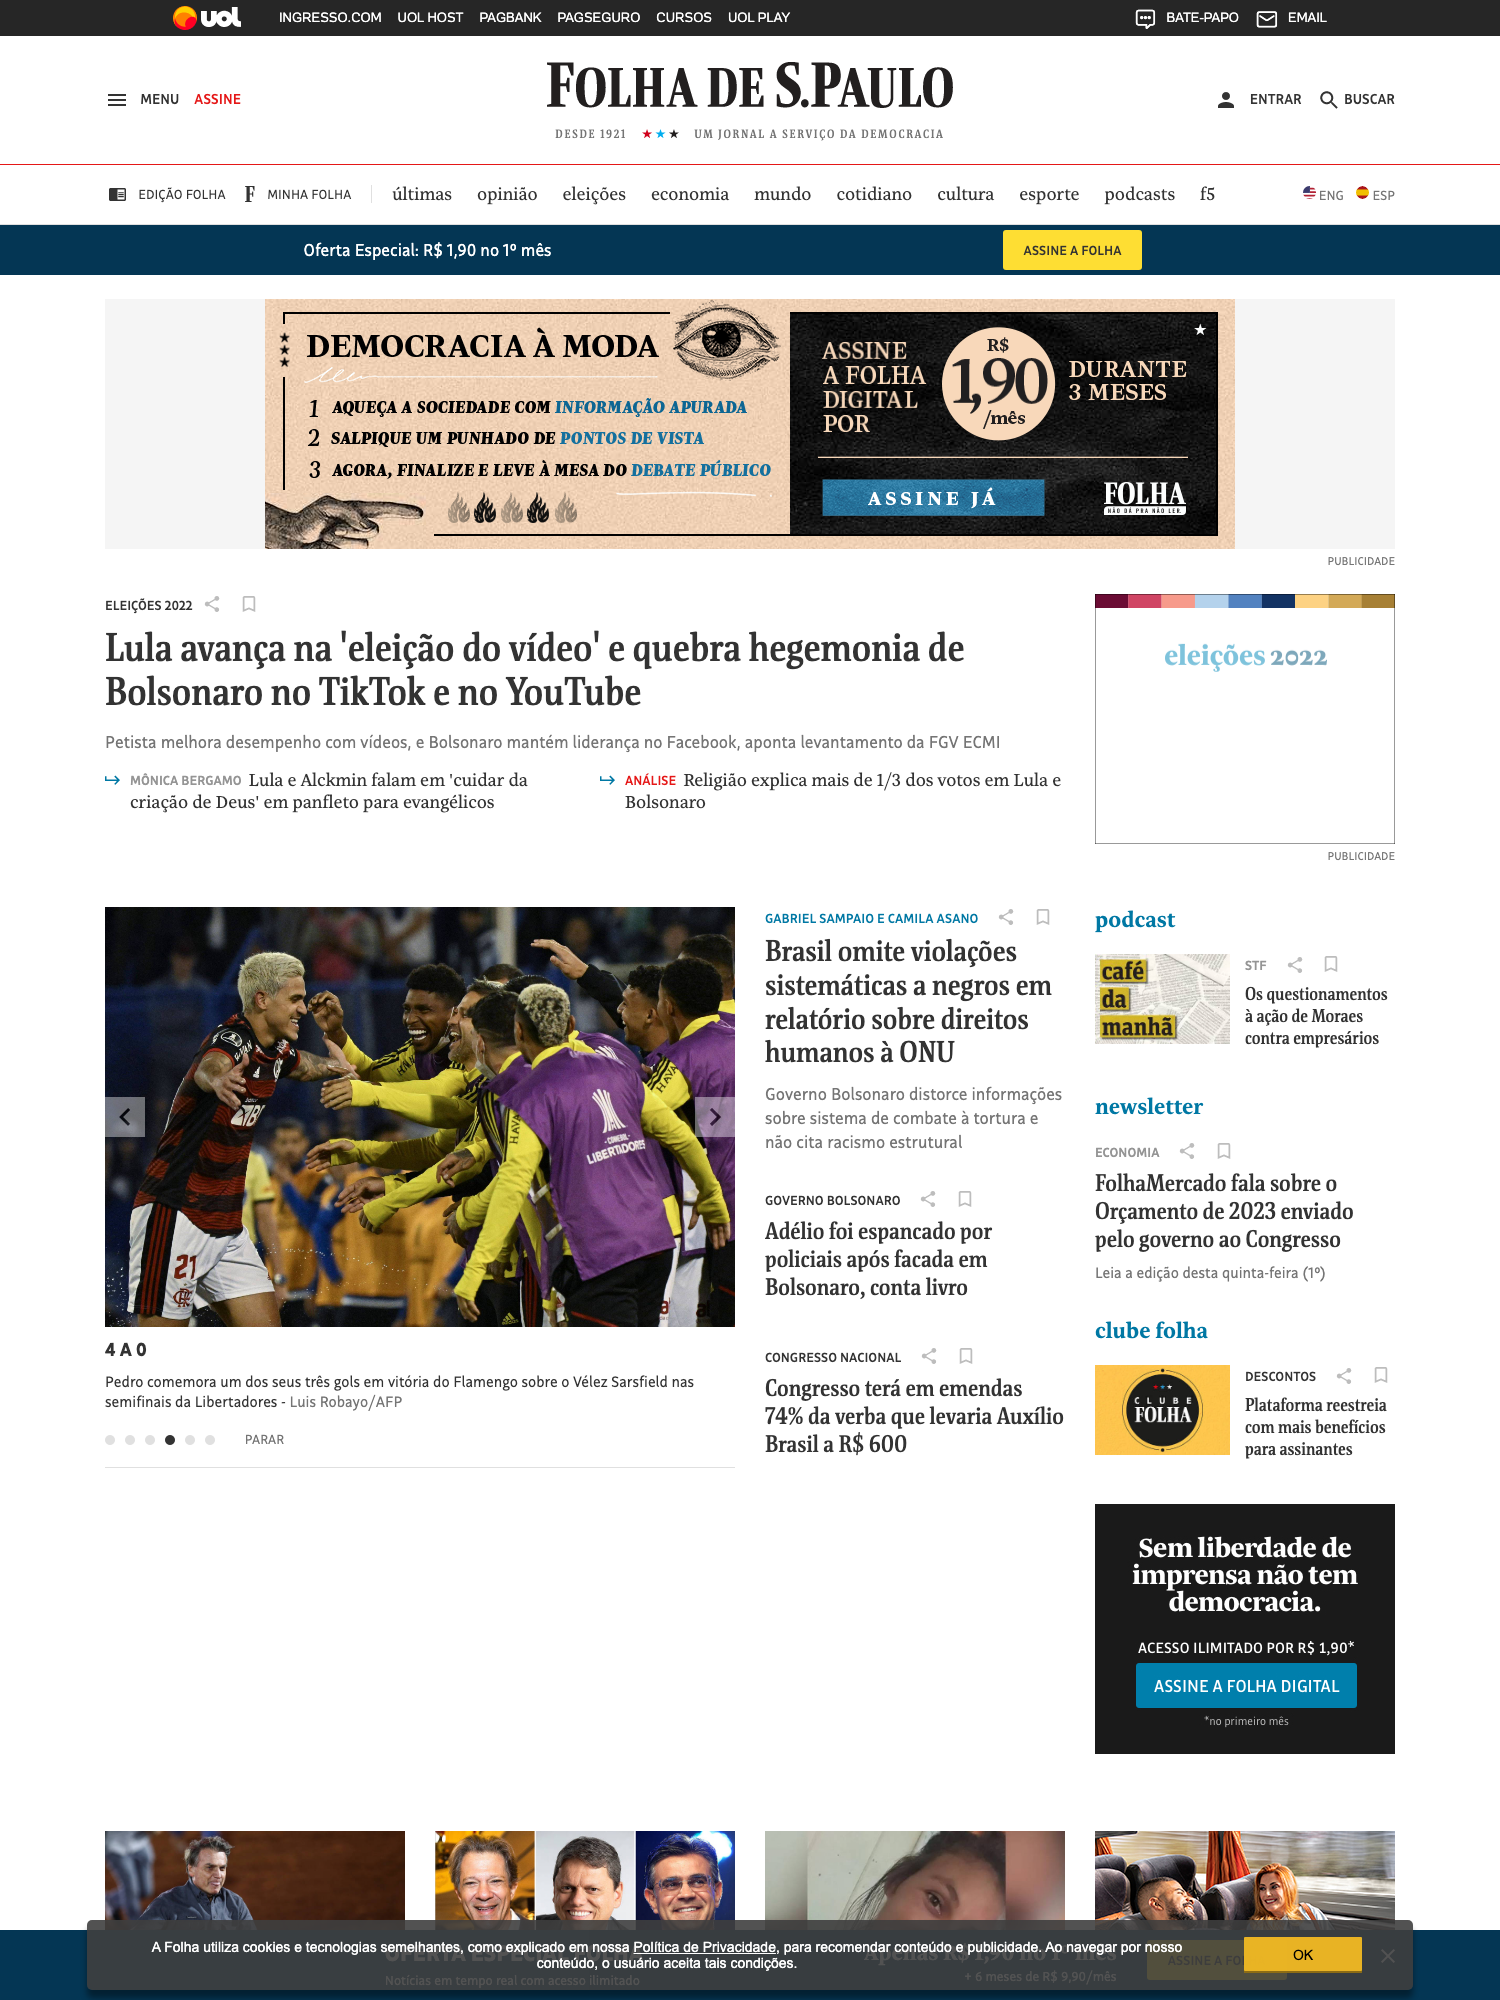 uol INGRESSO.COM UOL HOST PAGBANK PAGSEGURO CURSOS UOL PLAY BATE-PAPO EMAIL
MENU ASSINE FOLHA DE S.PAULO ENTRAR BUSCAR
DESDE 1921 ★★★ UM JORNAL A SERVIÇO DA DEMOCRACIA
EDIÇÃO FOLHA F MINHA FOLHA últimas opinião eleições economia mundo cotidiano cultura esporte podcasts f5 ENG ESP
Oferta Especial: R$ 1,90 no 1º mês ASSINE A FOLHA
DEMOCRACIA À MODA
1 AQUEÇA A SOCIEDADE COM INFORMAÇÃO APURADA
2 SALPIQUE UM PUNHADO DE PONTOS DE VISTA
3 AGORA, FINALIZE E LEVE À MESA DO DEBATE PÚBLICO
ASSINE
A FOLHA
DIGITAL
POR
R$
1,90
/mês
DURANTE
3 MESES
ASSINE JÁ
FOLHA
NÃO DÁ PRA NÃO LER.
PUBLICIDADE
ELEIÇÕES 2022
Lula avança na 'eleição do vídeo' e quebra hegemonia de
Bolsonaro no TikTok e no YouTube
Petista melhora desempenho com vídeos, e Bolsonaro mantém liderança no Facebook, aponta levantamento da FGV ECMI
MÔNICA BERGAMO Lula e Alckmin falam em 'cuidar da
criação de Deus' em panfleto para evangélicos
ANÁLISE Religião explica mais de 1/3 dos votos em Lula e
Bolsonaro
eleições 2022
PUBLICIDADE
HAVAN
HAVAN
HAVAN
CONMEBOL
LIBERTADORES
21
4 A 0
Pedro comemora um dos seus três gols em vitória do Flamengo sobre o Vélez Sarsfield nas
semifinais da Libertadores - Luis Robayo/AFP
PARAR
GABRIEL SAMPAIO E CAMILA ASANO
Brasil omite violações
sistemáticas a negros em
relatório sobre direitos
humanos à ONU
Governo Bolsonaro distorce informações
sobre sistema de combate à tortura e
não cita racismo estrutural
GOVERNO BOLSONARO
Adélio foi espancado por
policiais após facada em
Bolsonaro, conta livro
CONGRESSO NACIONAL
Congresso terá em emendas
74% da verba que levaria Auxílio
Brasil a R$ 600
podcast
café
da
manhã
STF
Os questionamentos
à ação de Moraes
contra empresários
newsletter
ECONOMIA
FolhaMercado fala sobre o
Orçamento de 2023 enviado
pelo governo ao Congresso
Leia a edição desta quinta-feira (1º)
clube folha
CLUBE
FOLHA
DESCONTOS
Plataforma reestreia
com mais benefícios
para assinantes
Sem liberdade de
imprensa não tem
democracia.
ACESSO ILIMITADO POR R$ 1,90*
ASSINE A FOLHA DIGITAL
*no primeiro mês
A Folha utiliza cookies e tecnologias semelhantes, como explicado em nossa Política de Privacidade, para recomendar conteúdo e publicidade. Ao navegar por nosso
conteúdo, o usuário aceita tais condições.
OK
Apenas R$ 1,90 no 1º mês
Notícias em tempo real com acesso ilimitado
+ 6 meses de R$ 9,90/mês
ASSINE A FO